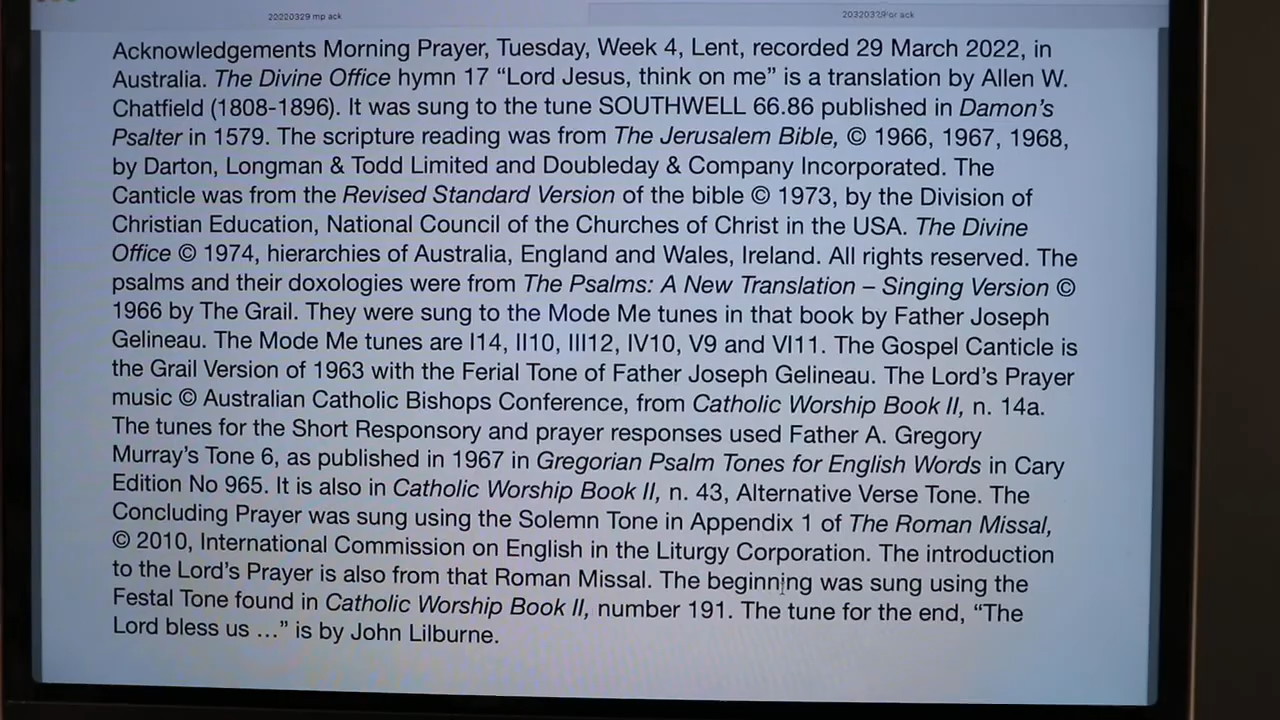 20220329 mp ack
Acknowledgements Morning Prayer, Tuesday, Week 4, Lent, recorded 29 March 2022, in
Australia. The Divine Office hymn 17 “Lord Jesus, think on me” is a translation by Allen W.
Chatfield (1808-1896). It was sung to the tune SOUTHWELL 66.86 published in Damon’s
Psalter in 1579. The scripture reading was from The Jerusalem Bible, © 1966, 1967, 1968,
by Darton, Longman & Todd Limited and Doubleday & Company Incorporated. The
Canticle was from the Revised Standard Version of the bible © 1973, by the Division of
Christian Education, National Council of the Churches of Christ in the USA. The Divine
Office © 1974, hierarchies of Australia, England and Wales, Ireland. All rights reserved. The
psalms and their doxologies were from The Psalms: A New Translation – Singing Version ©
1966 by The Grail. They were sung to the Mode Me tunes in that book by Father Joseph
Gelineau. The Mode Me tunes are I14, II10, III12, IV10, V9 and VI11. The Gospel Canticle is
the Grail Version of 1963 with the Ferial Tone of Father Joseph Gelineau. The Lord’s Prayer
music © Australian Catholic Bishops Conference, from Catholic Worship Book II, n. 14a.
The tunes for the Short Responsory and prayer responses used Father A. Gregory
Murray’s Tone 6, as published in 1967 in Gregorian Psalm Tones for English Words in Cary
Edition No 965. It is also in Catholic Worship Book II, n. 43, Alternative Verse Tone. The
Concluding Prayer was sung using the Solemn Tone in Appendix 1 of The Roman Missal,
© 2010, International Commission on English in the Liturgy Corporation. The introduction
to the Lord’s Prayer is also from that Roman Missal. The beginning was sung using the
Festal Tone found in Catholic Worship Book II, number 191. The tune for the end, “The
Lord bless us …” is by John Lilburne.